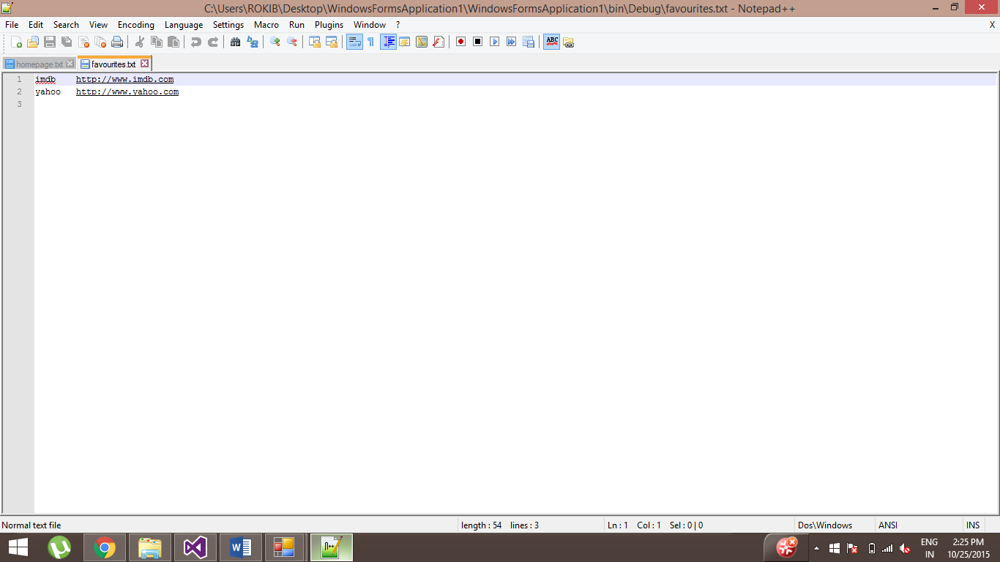 C:\Users\ROKIB\Desktop\WindowsFormsApplication1\WindowsFormsApplication1\bin\Debug\favourites.txt - Notepad++
File Edit Search View Encoding Language Settings Macro Run Plugins Window ? X
homepage.txt favourites.txt
1 imdb http://www.imdb.com
2 yahoo http://www.yahoo.com
3
Normal text file length : 54 lines : 3 Ln : 1 Col : 1 Sel : 0 | 0 Dos\Windows ANSI INS
ENG 2:25 PM
IN 10/25/2015